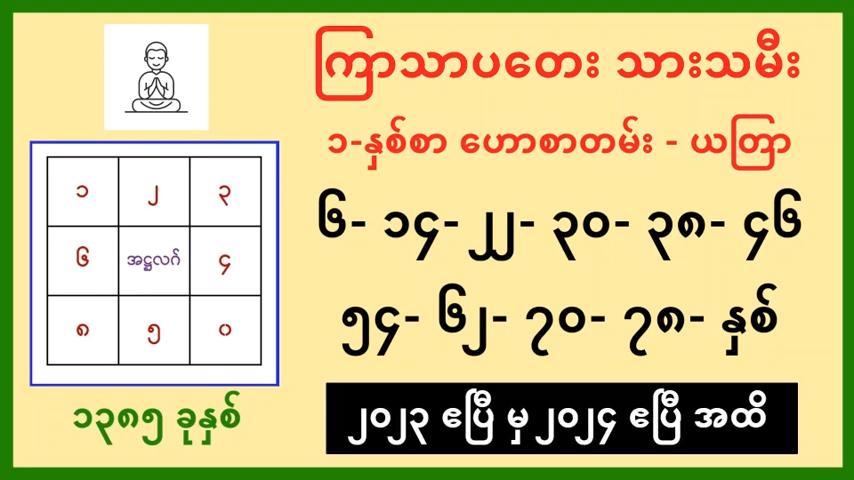 ကြာသာပတေး သားသမီး
၁-နှစ်စာ ဟောစာတမ်း - ယတြာ
၆- ၁၄- ၂၂- ၃၀- ၃၈- ၄၆
၅၄- ၆၂- ၇၀- ၇၈- နှစ်
၂၀၂၃ ဧပြီ မှ ၂၀၂၄ ဧပြီ အထိ
၁ ၂ ၃
၆ အဋ္ဌလဂ် ၄
၈ ၅ ၀
၁၃၈၅ ခုနှစ်